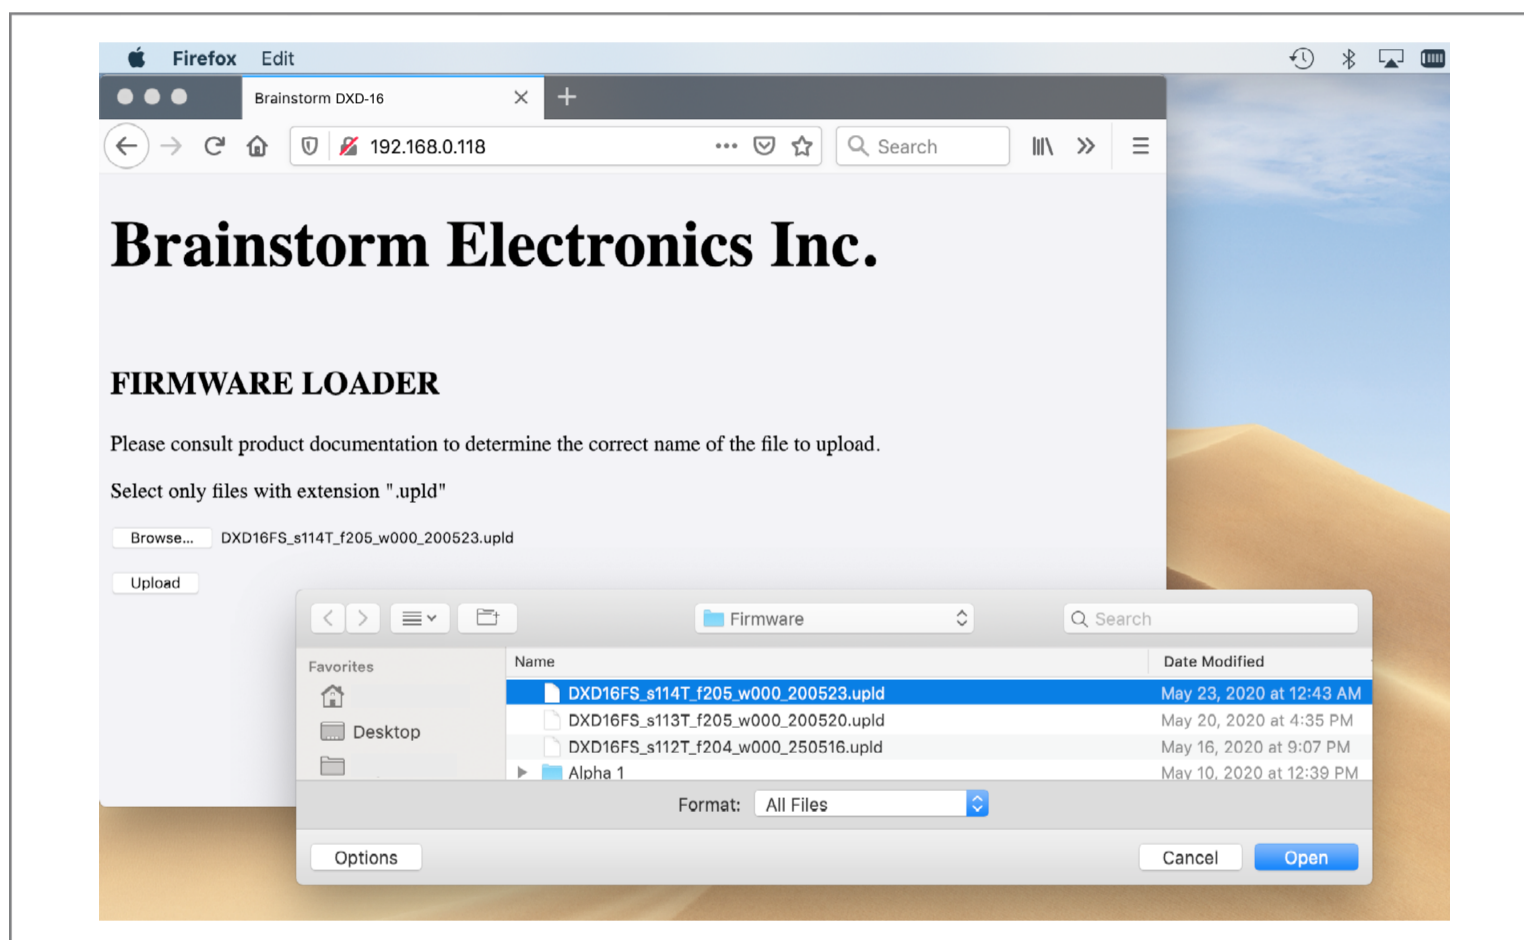 Firefox Edit
Brainstorm DXD-16
192.168.0.118
Search
Brainstorm Electronics Inc.
FIRMWARE LOADER
Please consult product documentation to determine the correct name of the file to upload.
Select only files with extension ".upld"
Browse... DXD16FS_s114T_f205_w000_200523.upld
Upload
Firmware
Search
Favorites
Name Date Modified
DXD16FS_s114T_f205_w000_200523.upld May 23, 2020 at 12:43 AM
DXD16FS_s113T_f205_w000_200520.upld May 20, 2020 at 4:35 PM
Desktop
DXD16FS_s112T_f204_w000_250516.upld May 16, 2020 at 9:07 PM
Alpha 1 May 10, 2020 at 12:39 PM
Format: All Files
Options Cancel Open